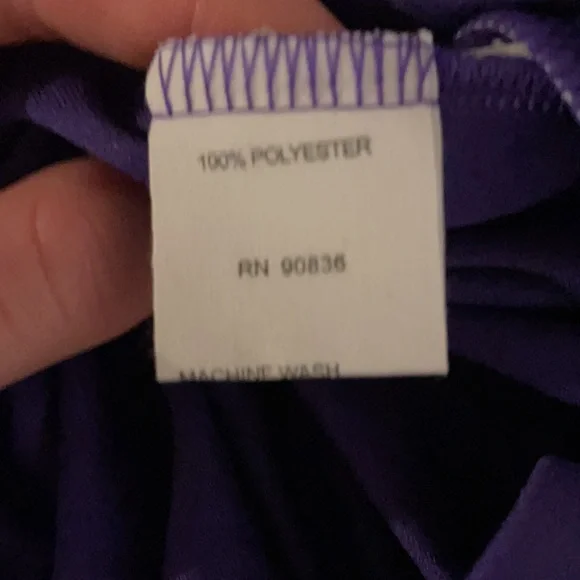 100% POLYESTER
RN 90836
MACHINE WASH